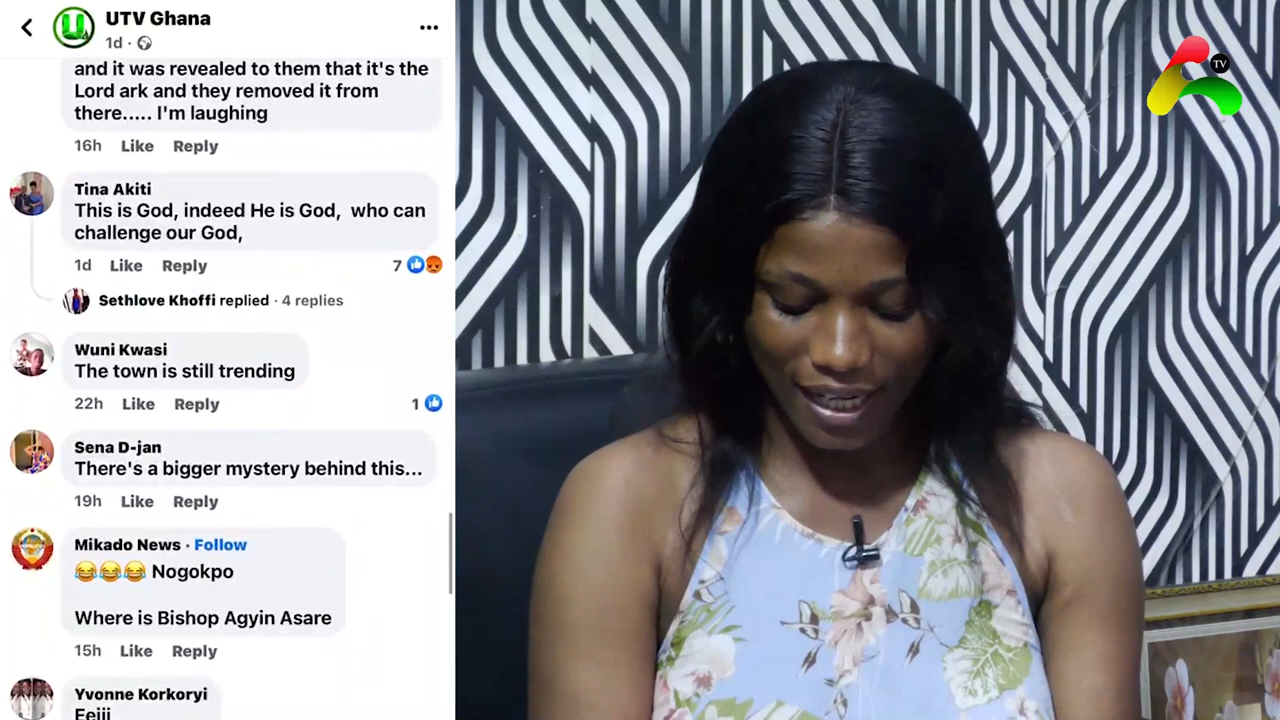 UTV Ghana
1d ·
and it was revealed to them that it's the
Lord ark and they removed it from
there..... I'm laughing
16h Like Reply
Tina Akiti
This is God, indeed He is God, who can
challenge our God,
1d Like Reply 7
Sethlove Khoffi replied · 4 replies
Wuni Kwasi
The town is still trending
22h Like Reply 1
Sena D-jan
There's a bigger mystery behind this...
19h Like Reply
Mikado News · Follow
😂😂😂 Nogokpo
Where is Bishop Agyin Asare
15h Like Reply
Yvonne Korkoryi
Eeiii
TV